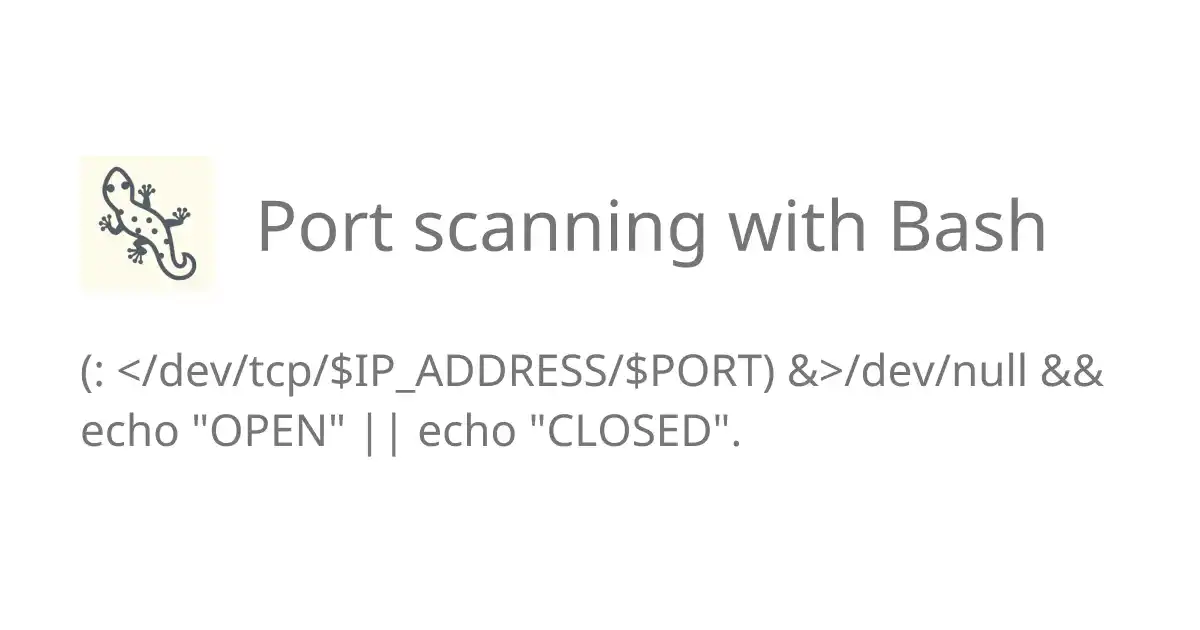 Port scanning with Bash
(: </dev/tcp/$IP_ADDRESS/$PORT) &>/dev/null &&
echo "OPEN" || echo "CLOSED".